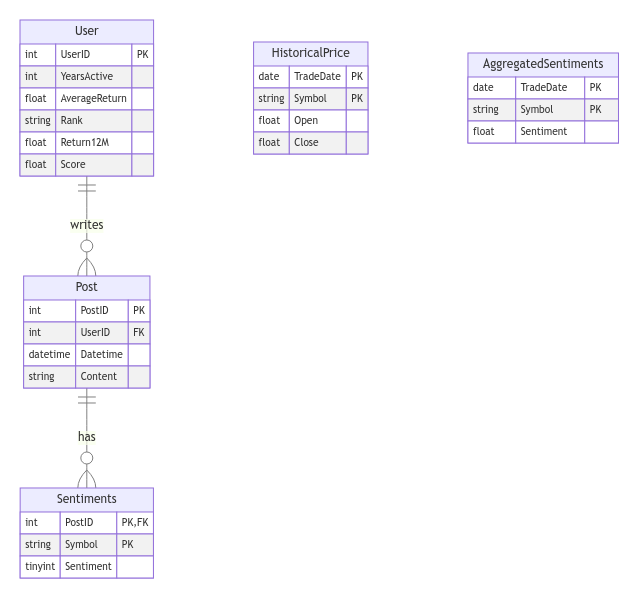 User
int UserID PK
int YearsActive
float AverageReturn
string Rank
float Return12M
float Score
writes
Post
int PostID PK
int UserID FK
datetime Datetime
string Content
has
Sentiments
int PostID PK,FK
string Symbol PK
tinyint Sentiment
HistoricalPrice
date TradeDate PK
string Symbol PK
float Open
float Close
AggregatedSentiments
date TradeDate PK
string Symbol PK
float Sentiment